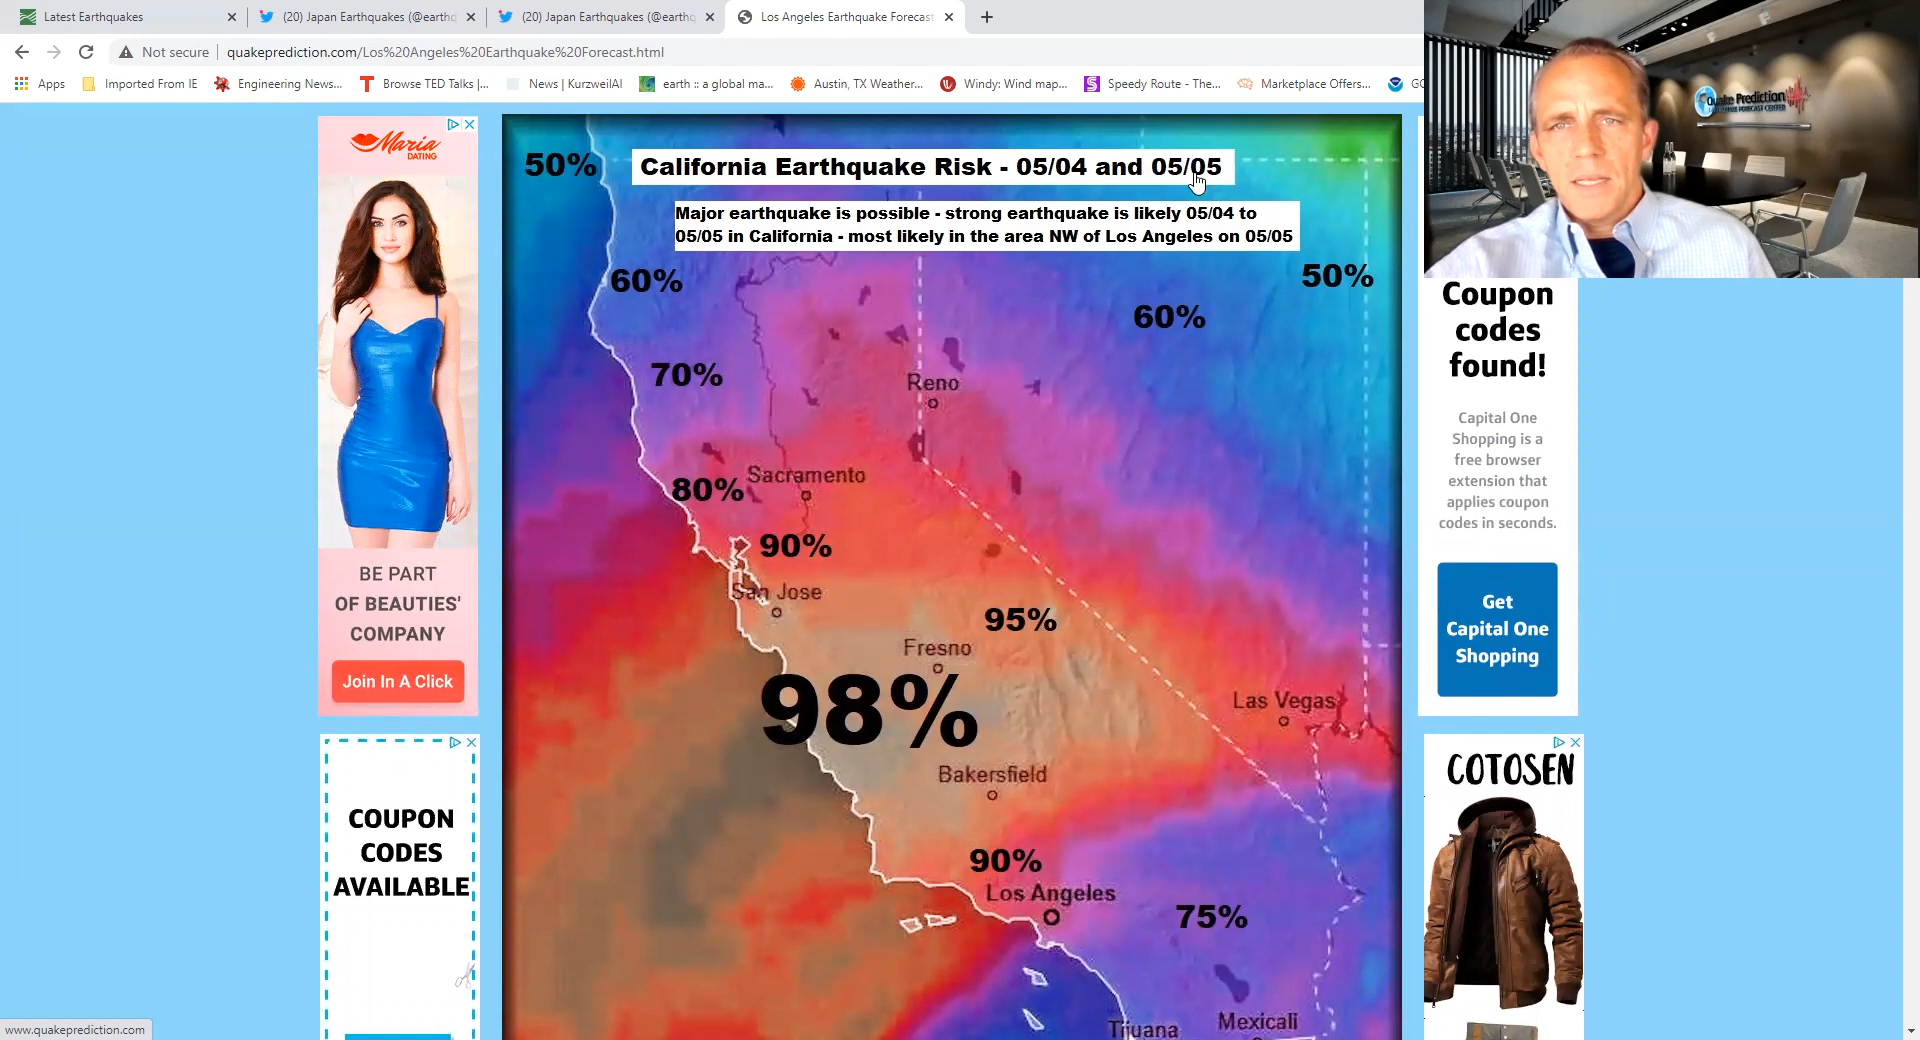 Latest Earthquakes
(20) Japan Earthquakes (@earthq
(20) Japan Earthquakes (@earthq
Los Angeles Earthquake Forecast
Not secure
quakeprediction.com/Los%20Angeles%20Earthquake%20Forecast.html
Apps
Imported From IE
Engineering News...
Browse TED Talks |...
News | KurzweilAI
earth :: a global ma...
Austin, TX Weather...
Windy: Wind map...
Speedy Route - The...
Marketplace Offers...
Quake Prediction
Maria
DATING
BE PART
OF BEAUTIES'
COMPANY
Join In A Click
COUPON
CODES
AVAILABLE
50%
California Earthquake Risk - 05/04 and 05/05
Major earthquake is possible - strong earthquake is likely 05/04 to
05/05 in California - most likely in the area NW of Los Angeles on 05/05
60%
50%
60%
70%
Reno
Sacramento
80%
90%
San Jose
95%
Fresno
98%
Las Vegas
Bakersfield
90%
Los Angeles
75%
Tijuana
Mexicali
Coupon
codes
found!
Capital One
Shopping is a
free browser
extension that
applies coupon
codes in seconds.
Get
Capital One
Shopping
COTOSEN
www.quakeprediction.com